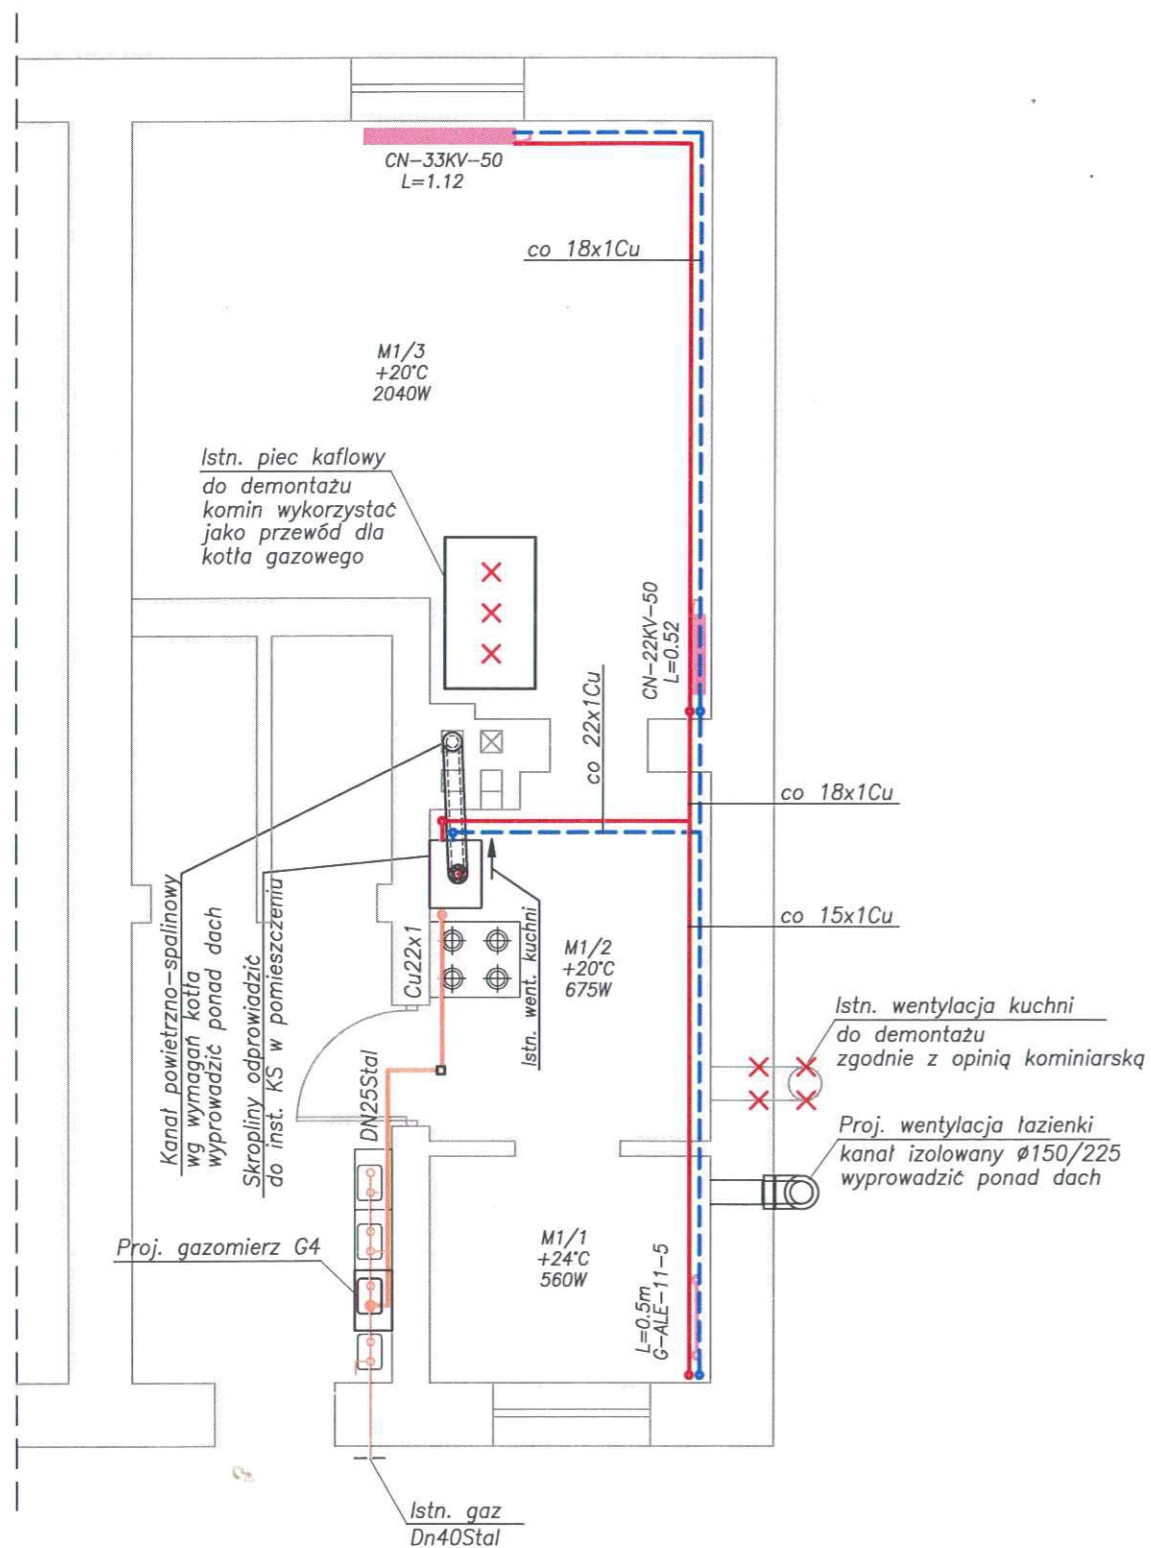 CN-33KV-50
L=1.12
co 18x1Cu
M1/3
+20°C
2040W
Istn. piec kaflowy
do demontażu
komin wykorzystać
jako przewód dla
kotła gazowego
CN-22KV-50
L=0.52
co 22x1Cu
co 18x1Cu
co 15x1Cu
Kanał powietrzno-spalinowy
wg wymagań kotła
wyprowadzić ponad dach
Skropliny odprowiadzić
do inst. KS w pomieszczeniu
Cu22x1
Istn. went. kuchni
M1/2
+20°C
675W
Istn. wentylacja kuchni
do demontażu
zgodnie z opinią kominiarską
DN25Stal
Proj. wentylacja łazienki
kanał izolowany ø150/225
wyprowadzić ponad dach
Proj. gazomierz G4
M1/1
+24°C
560W
L=0.5m
G-ALE-11-5
Istn. gaz
Dn40Stal